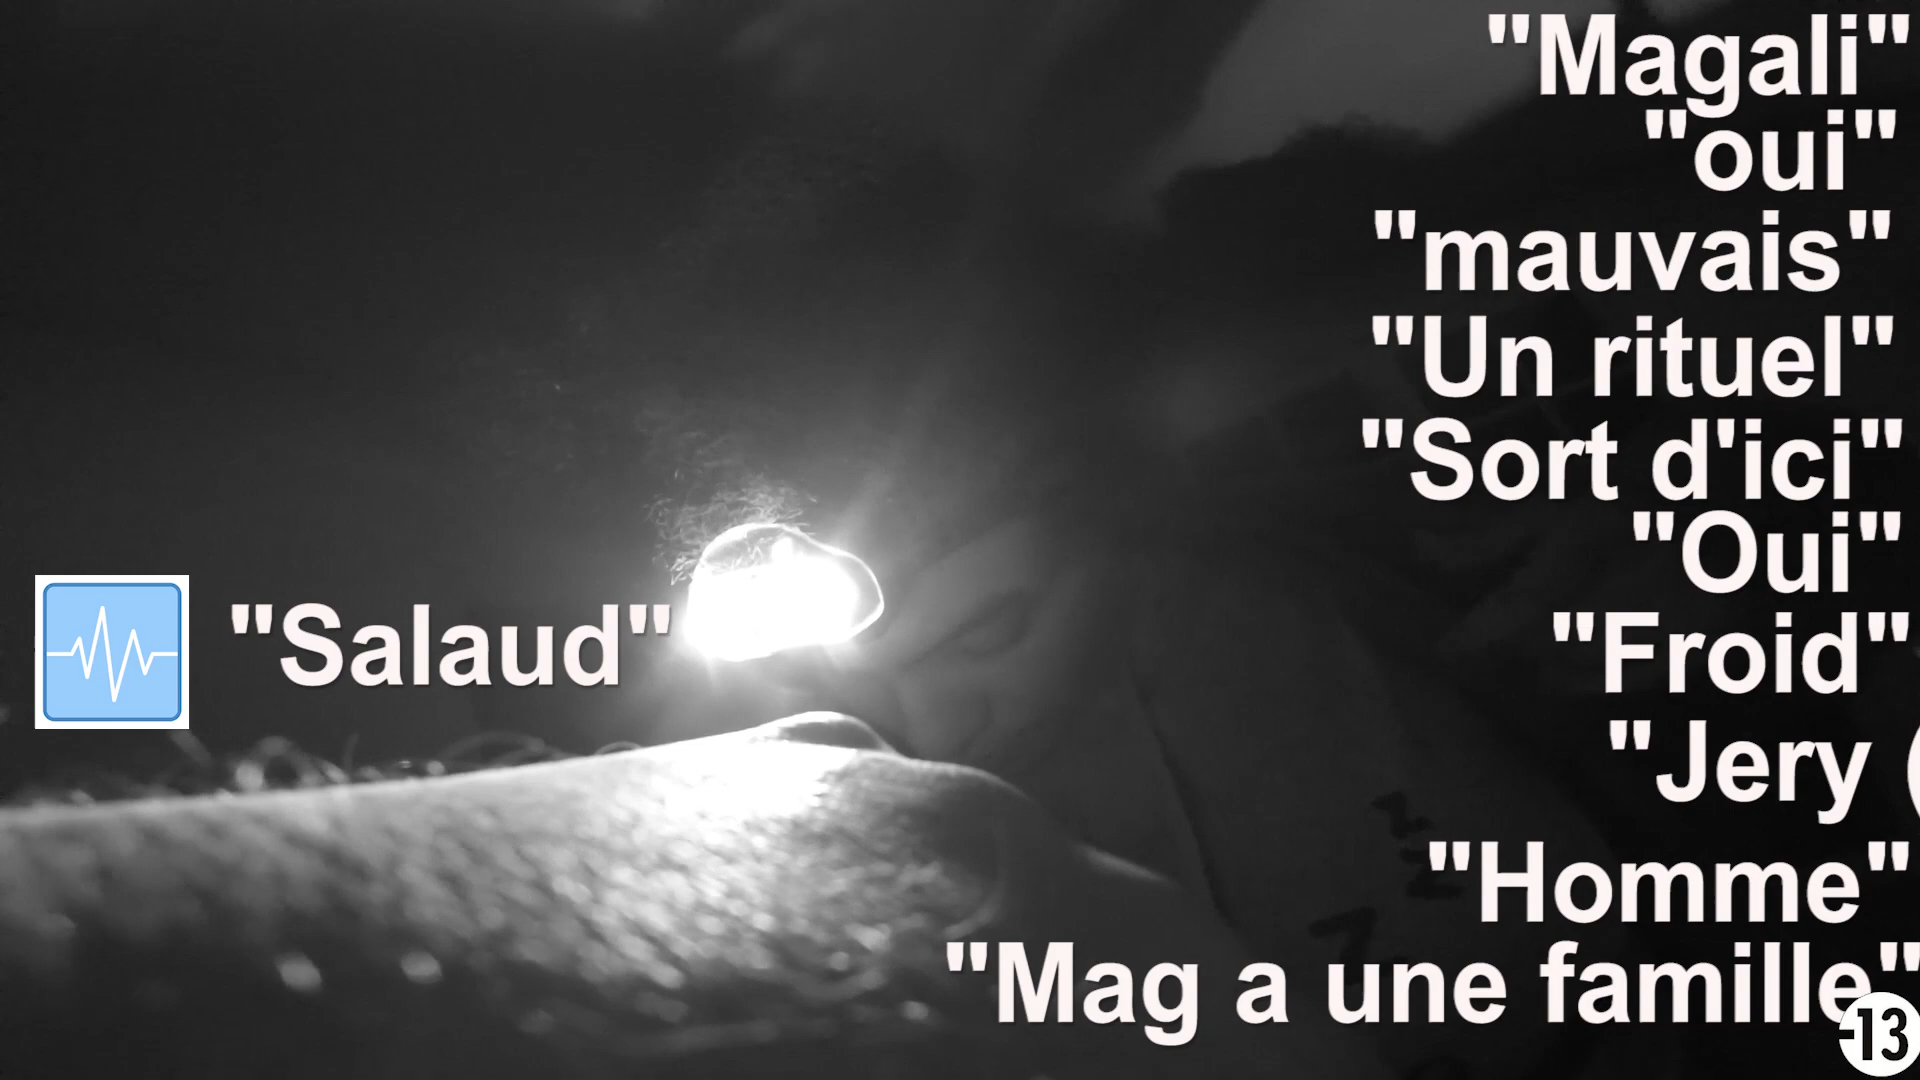 "Magali"
"oui"
"mauvais"
"Un rituel"
"Sort d'ici"
"Oui"
"Salaud"
"Froid"
"Jery (
"Homme"
"Mag a une famille"
-13